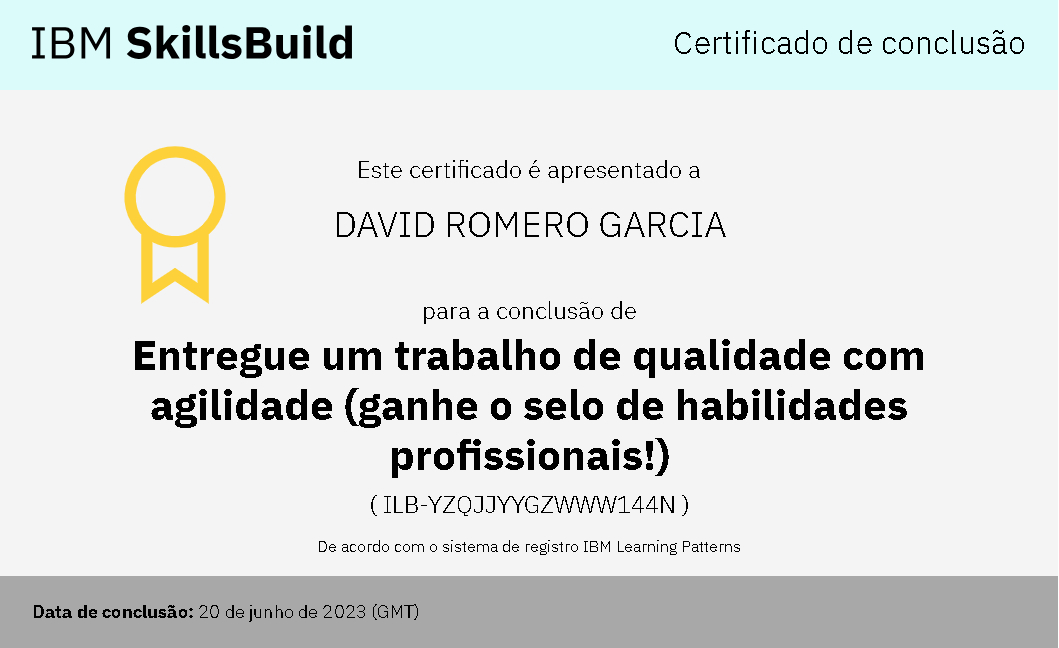 IBM SkillsBuild
Certificado de conclusão
Este certificado é apresentado a
DAVID ROMERO GARCIA
para a conclusão de
Entregue um trabalho de qualidade com
agilidade (ganhe o selo de habilidades
profissionais!)
( ILB-YZQJJYYGZWWW144N )
De acordo com o sistema de registro IBM Learning Patterns
Data de conclusão: 20 de junho de 2023 (GMT)